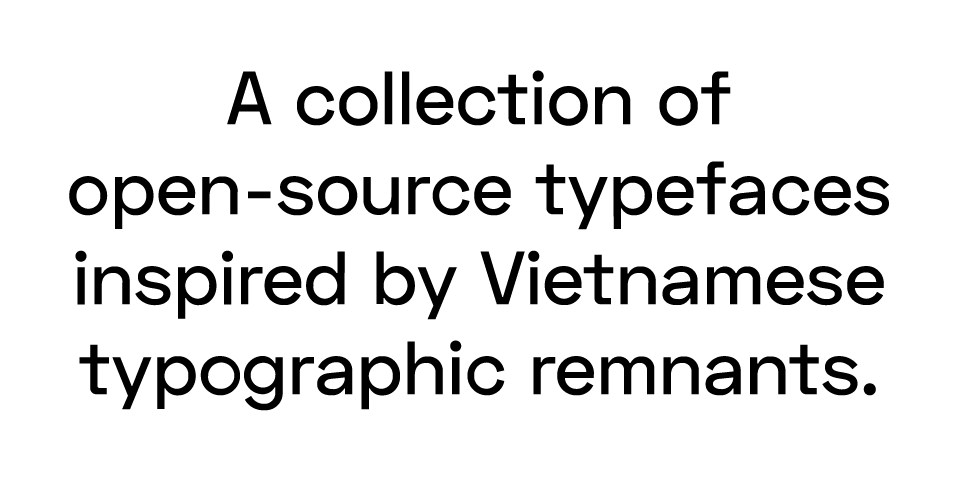 A collection of
open-source typefaces
inspired by Vietnamese
typographic remnants.